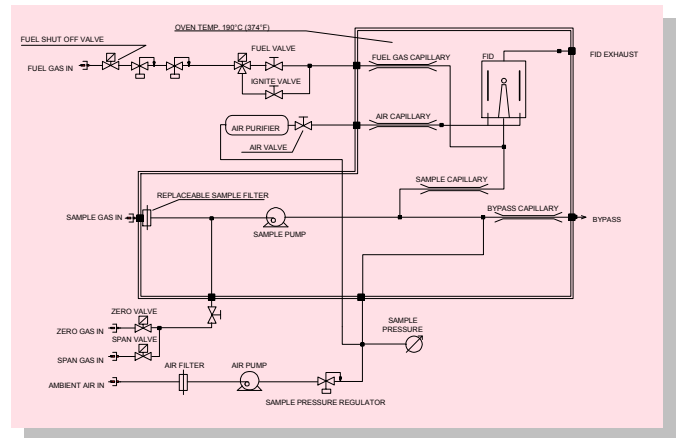 OVEN TEMP. 190°C (374°F)
FUEL SHUT OFF VALVE
FUEL VALVE
FUEL GAS CAPILLARY
FID
FID EXHAUST
FUEL GAS IN
IGNITE VALVE
AIR CAPILLARY
AIR PURIFIER
AIR VALVE
SAMPLE CAPILLARY
REPLACEABLE SAMPLE FILTER
BYPASS CAPILLARY
SAMPLE GAS IN
BYPASS
SAMPLE PUMP
ZERO VALVE
SAMPLE
PRESSURE
ZERO GAS IN
SPAN VALVE
SPAN GAS IN
AIR FILTER
AIR PUMP
AMBIENT AIR IN
SAMPLE PRESSURE REGULATOR